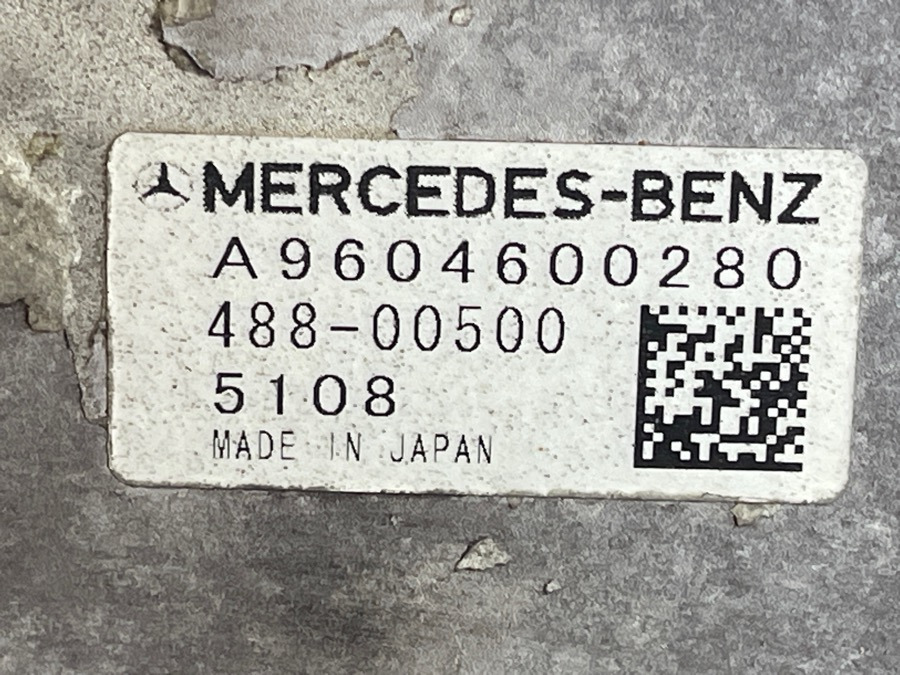 MERCEDES-BENZ
A9604600280
488-00500
5108
MADE IN JAPAN